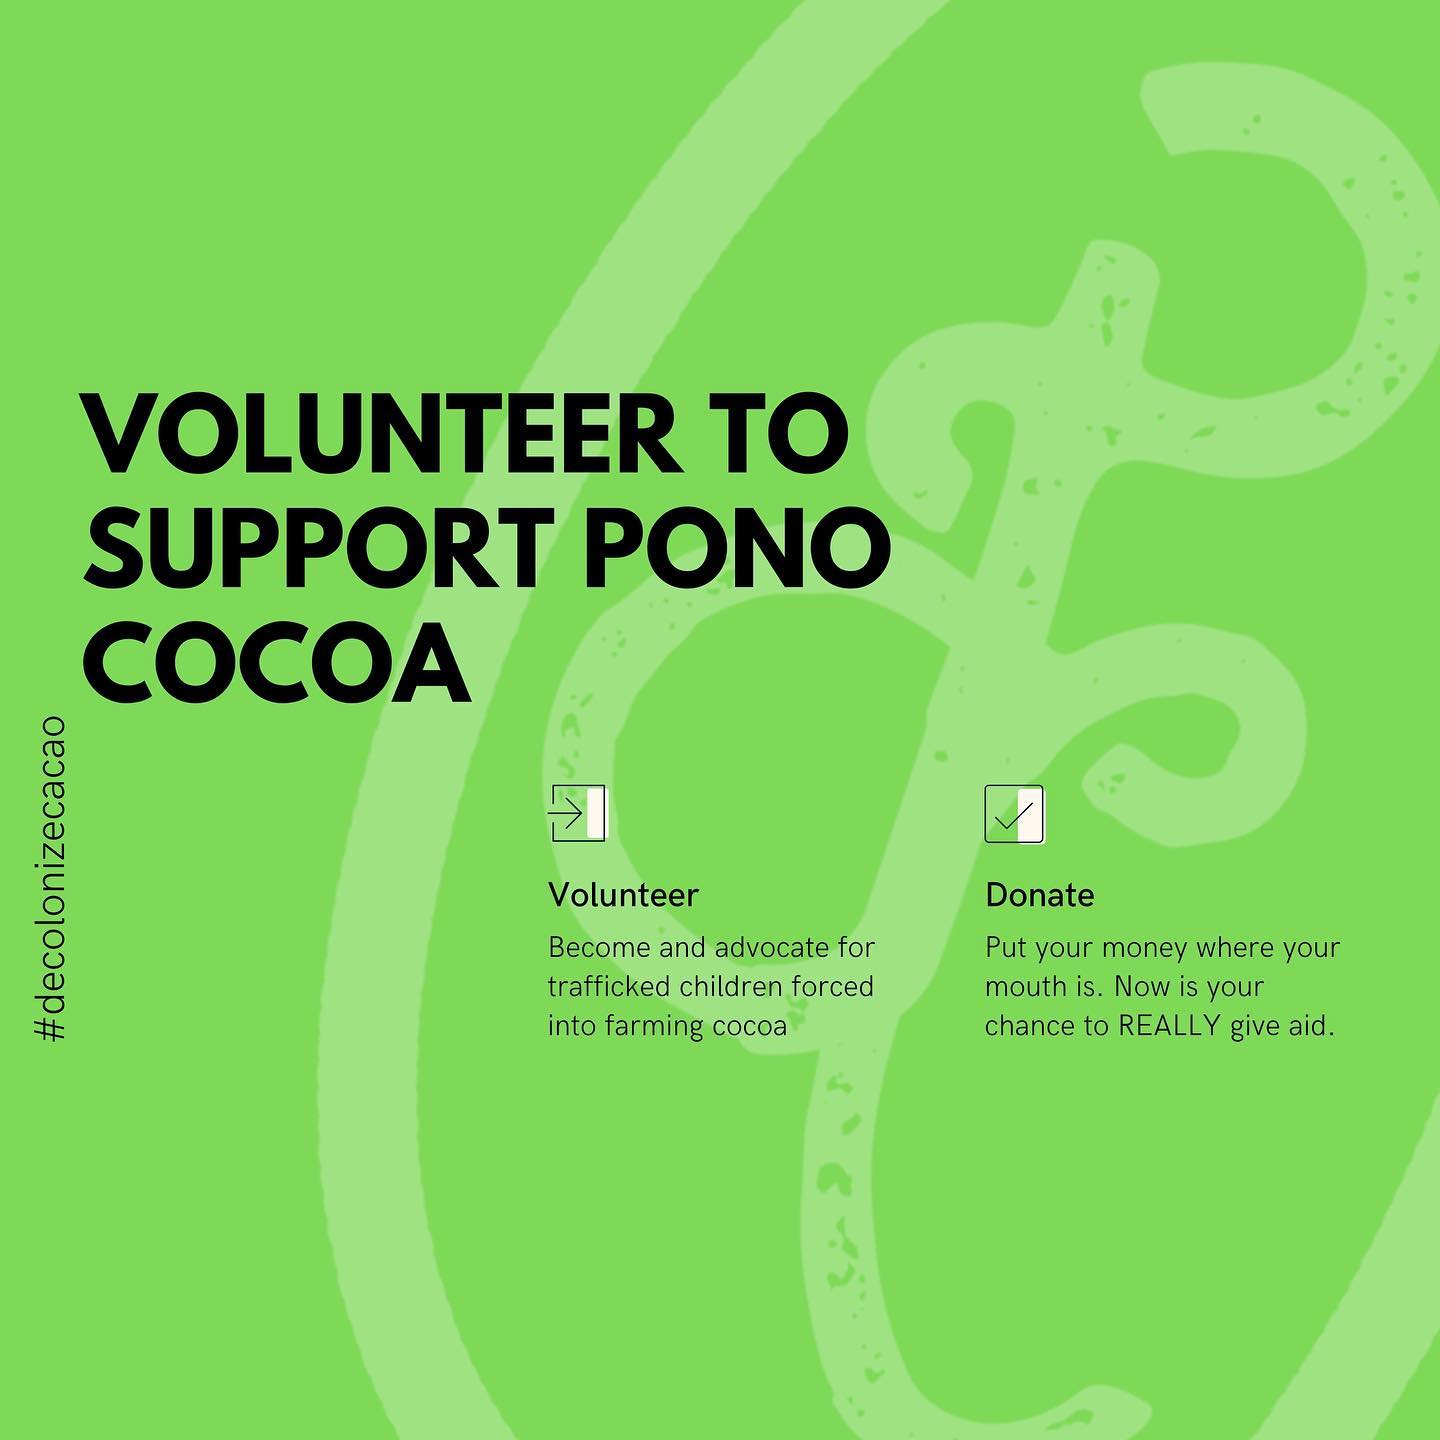 VOLUNTEER TO
SUPPORT PONO
COCOA
#decolonizecacao
Volunteer
Become and advocate for
trafficked children forced
into farming cocoa
Donate
Put your money where your
mouth is. Now is your
chance to REALLY give aid.